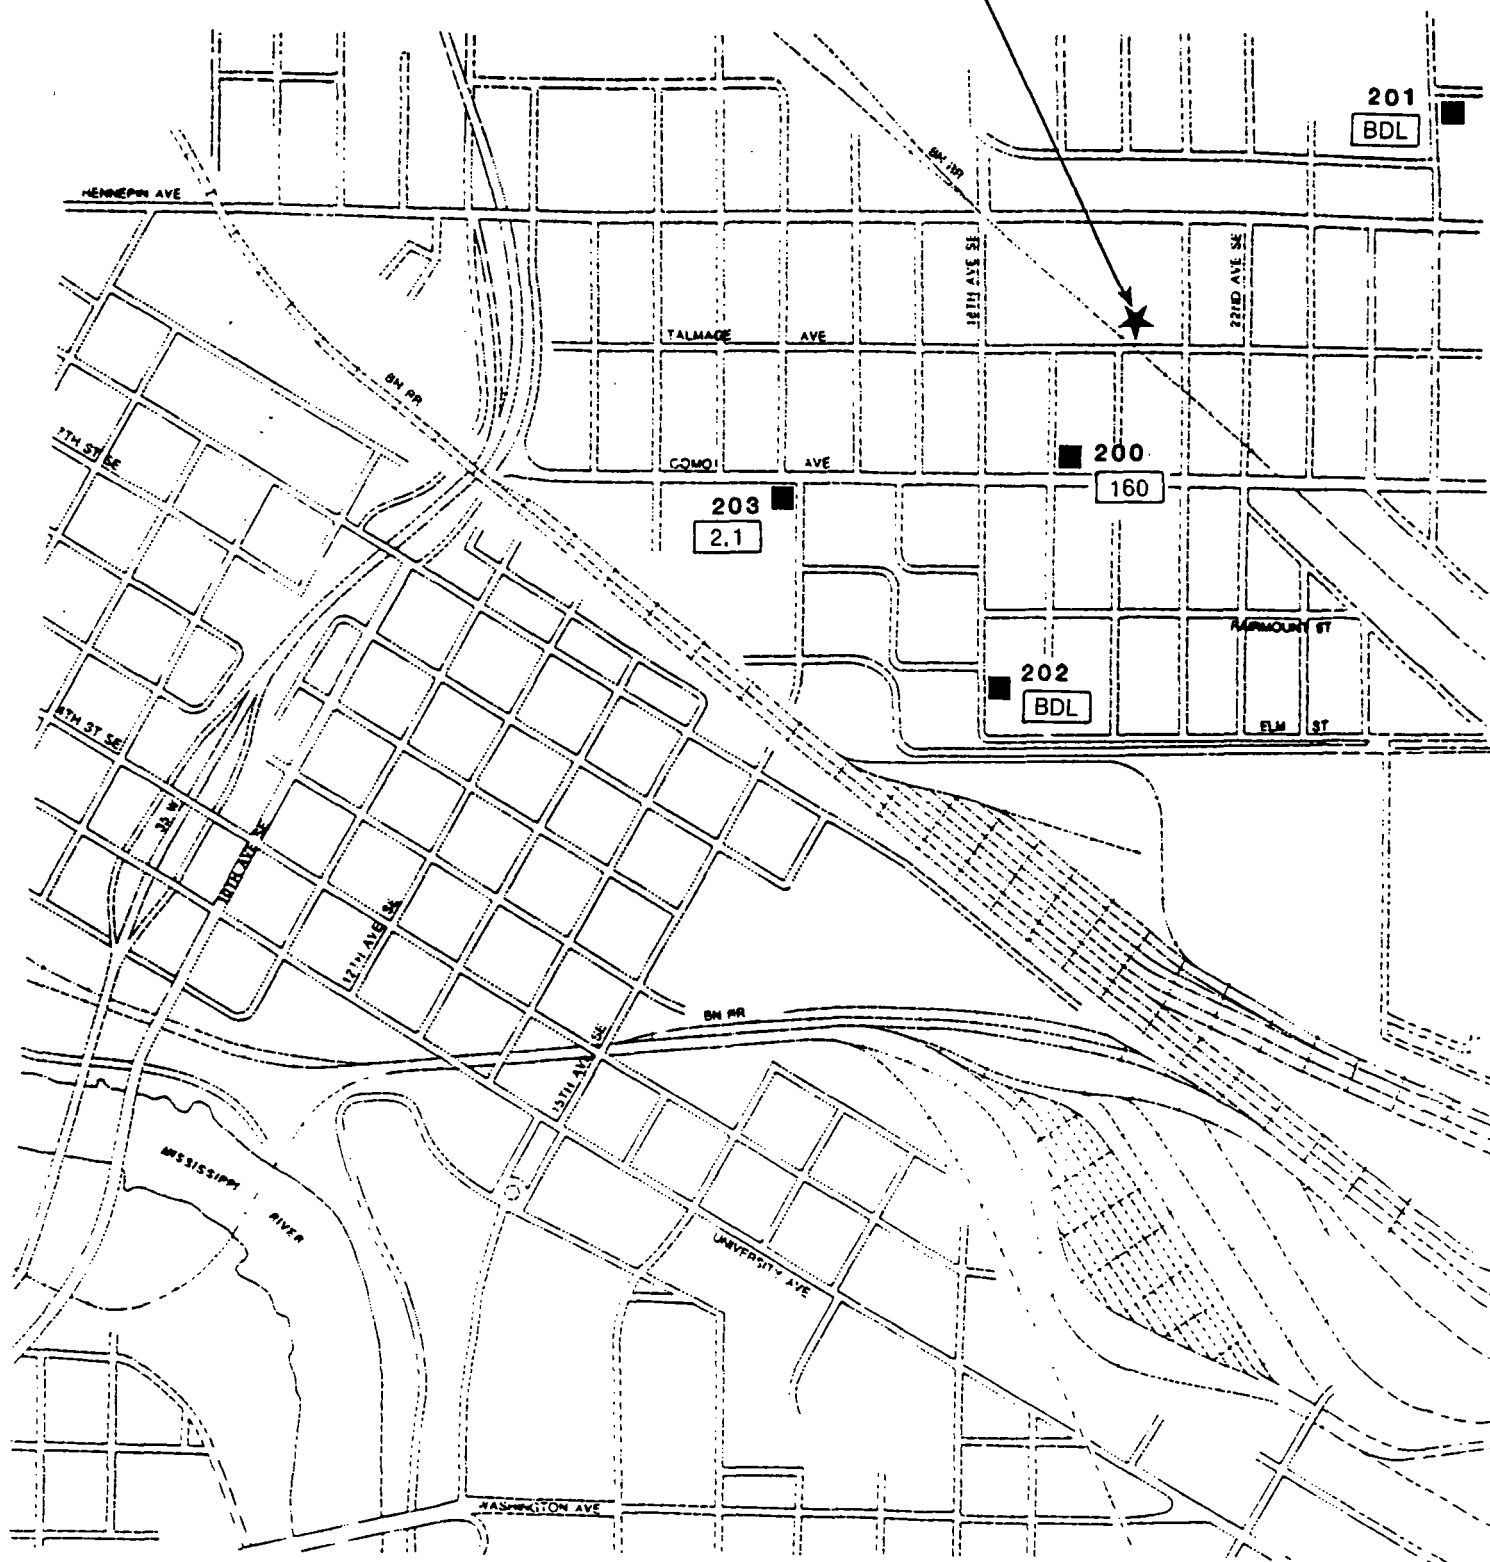 201
BDL
BN RR
HENNEPIN AVE
18TH AVE SE
22ND AVE SE
TALMAGE AVE
BN RR
7TH ST SE
COMO AVE
200
160
203
2.1
FAIRMOUNT ST
202
BDL
4TH ST SE
ELM ST
35 W
10TH AVE SE
12TH AVE SE
BN RR
15TH AVE SE
MISSISSIPPI
RIVER
UNIVERSITY AVE
WASHINGTON AVE